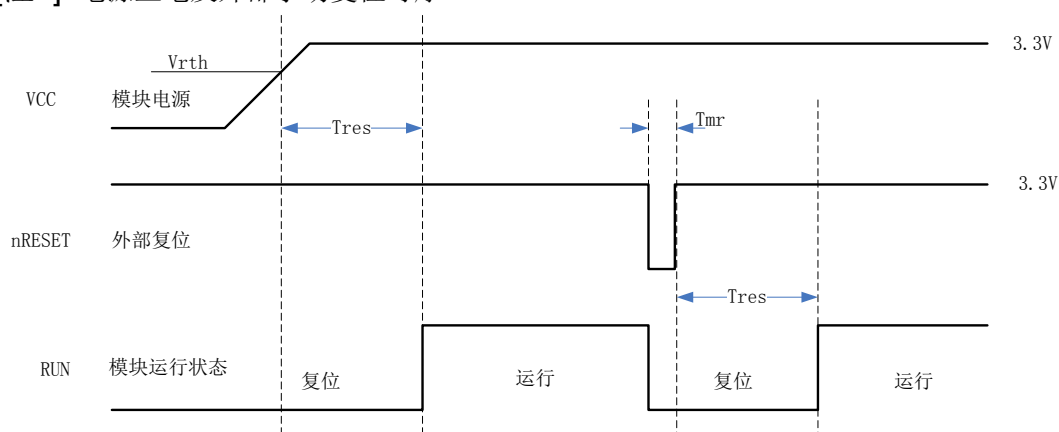 3.3V
Vrth
VCC 模块电源
Tres
Tmr
3.3V
nRESET 外部复位
Tres
RUN 模块运行状态
复位 运行 复位 运行